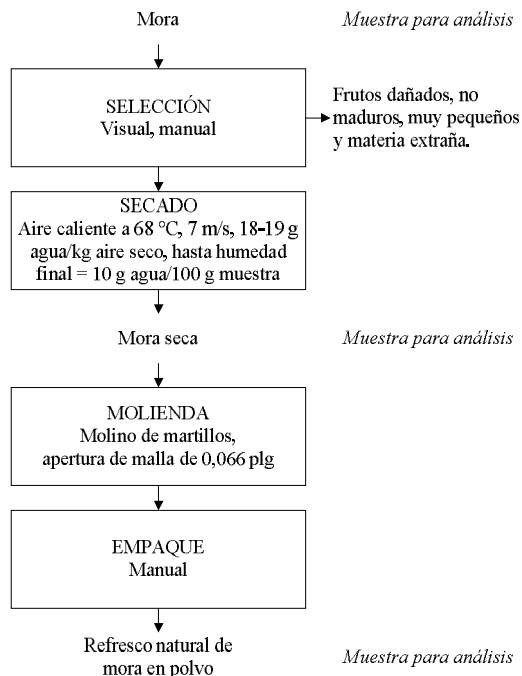 Mora
Muestra para análisis
SELECCIÓN
Visual, manual
Frutos dañados, no
maduros, muy pequeños
y materia extraña.
SECADO
Aire caliente a 68 °C, 7 m/s, 18-19 g
agua/kg aire seco, hasta humedad
final = 10 g agua/100 g muestra
Mora seca
Muestra para análisis
MOLIENDA
Molino de martillos,
apertura de malla de 0,066 plg
EMPAQUE
Manual
Refresco natural de
mora en polvo
Muestra para análisis